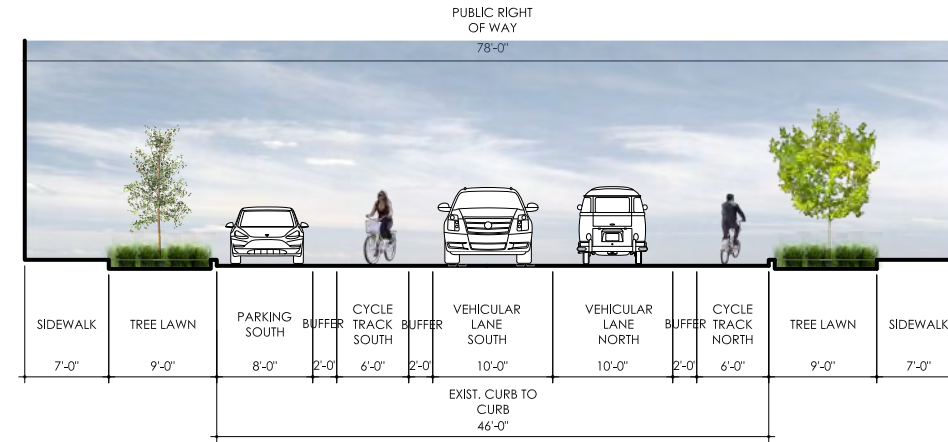 PUBLIC RIGHT
OF WAY
78'-0"
SIDEWALK
7'-0"
TREE LAWN
9'-0"
PARKING
SOUTH
8'-0"
BUFFER
2'-0"
CYCLE
TRACK
SOUTH
6'-0"
BUFFER
2'-0"
VEHICULAR
LANE
SOUTH
10'-0"
VEHICULAR
LANE
NORTH
10'-0"
BUFFER
2'-0"
CYCLE
TRACK
NORTH
6'-0"
TREE LAWN
9'-0"
SIDEWALK
7'-0"
EXIST. CURB TO
CURB
46'-0"